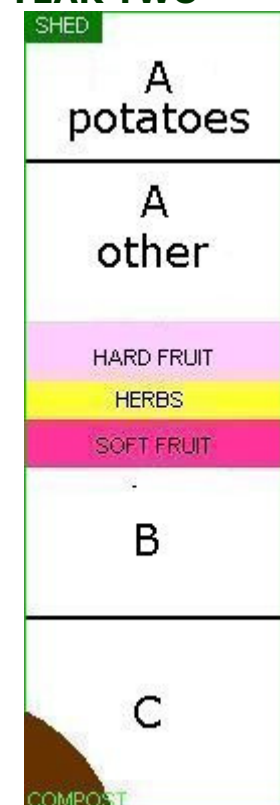 YEAR TWO
SHED
A
potatoes
A
other
HARD FRUIT
HERBS
SOFT FRUIT
B
C
COMPOST